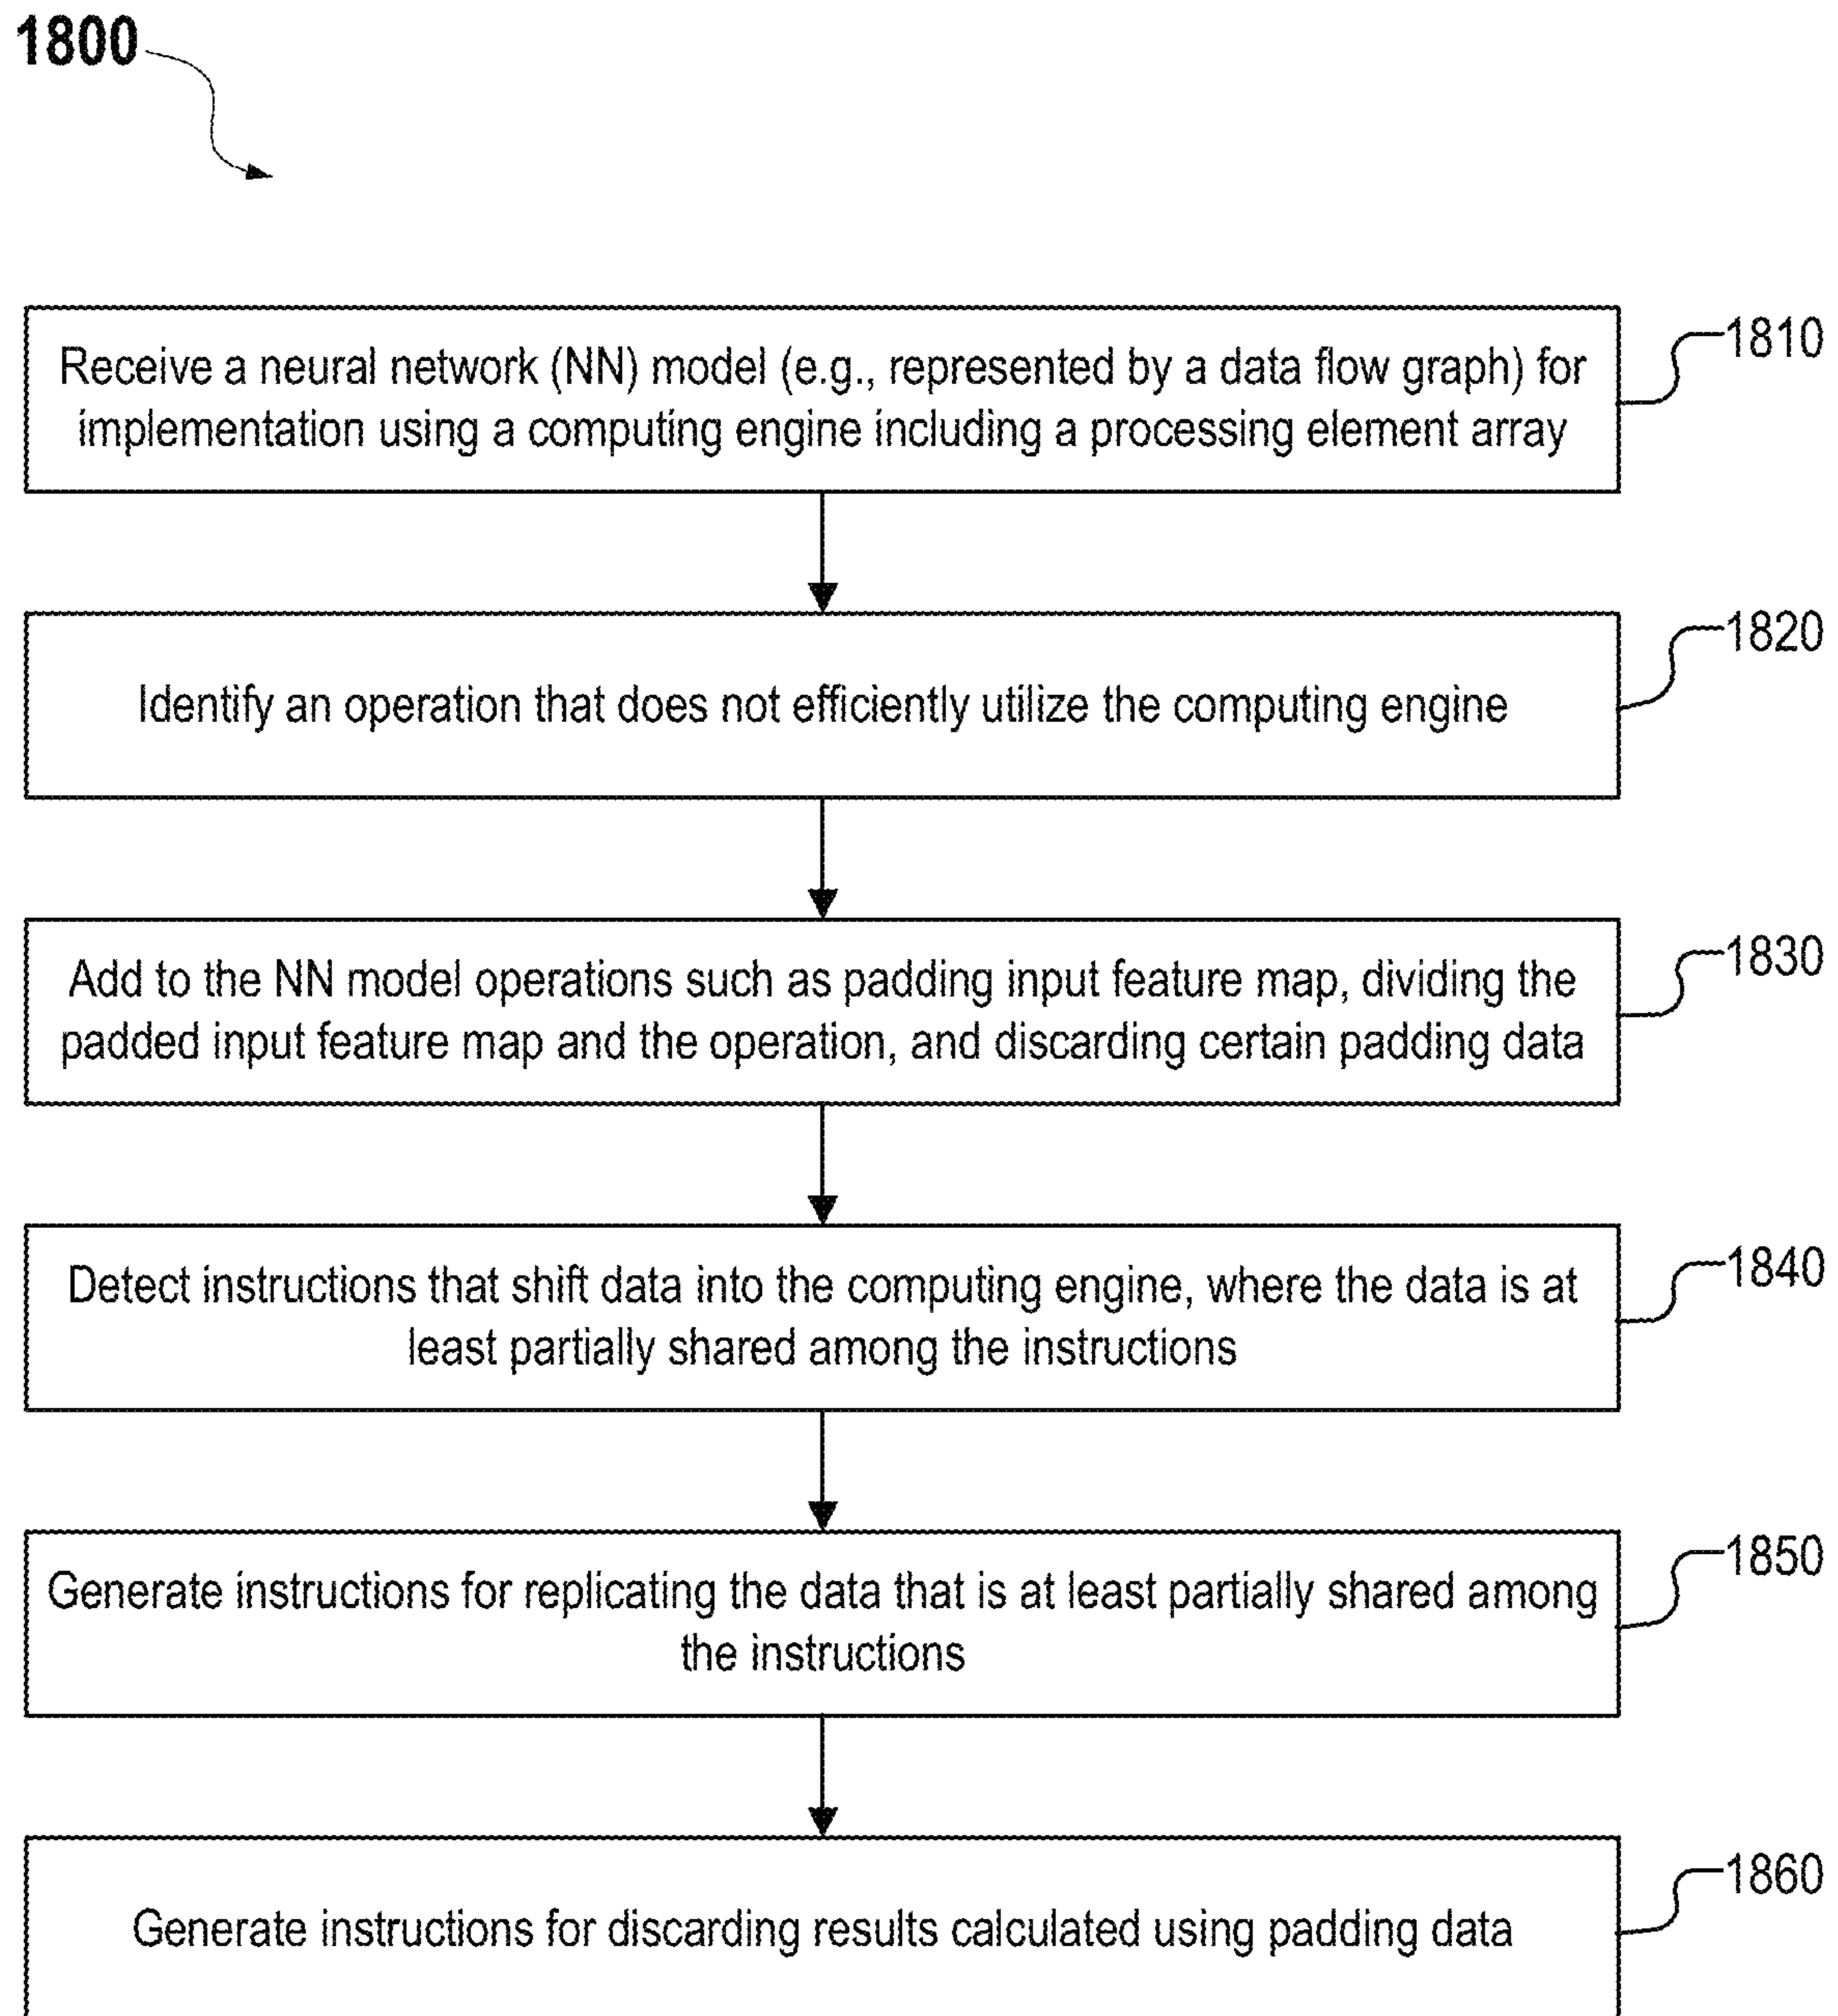 1800
Receive a neural network (NN) model (e.g., represented by a data flow graph) for
implementation using a computing engine including a processing element array
1810
Identify an operation that does not efficiently utilize the computing engine
1820
Add to the NN model operations such as padding input feature map, dividing the
padded input feature map and the operation, and discarding certain padding data
1830
Detect instructions that shift data into the computing engine, where the data is at
least partially shared among the instructions
1840
Generate instructions for replicating the data that is at least partially shared among
the instructions
1850
Generate instructions for discarding results calculated using padding data
1860